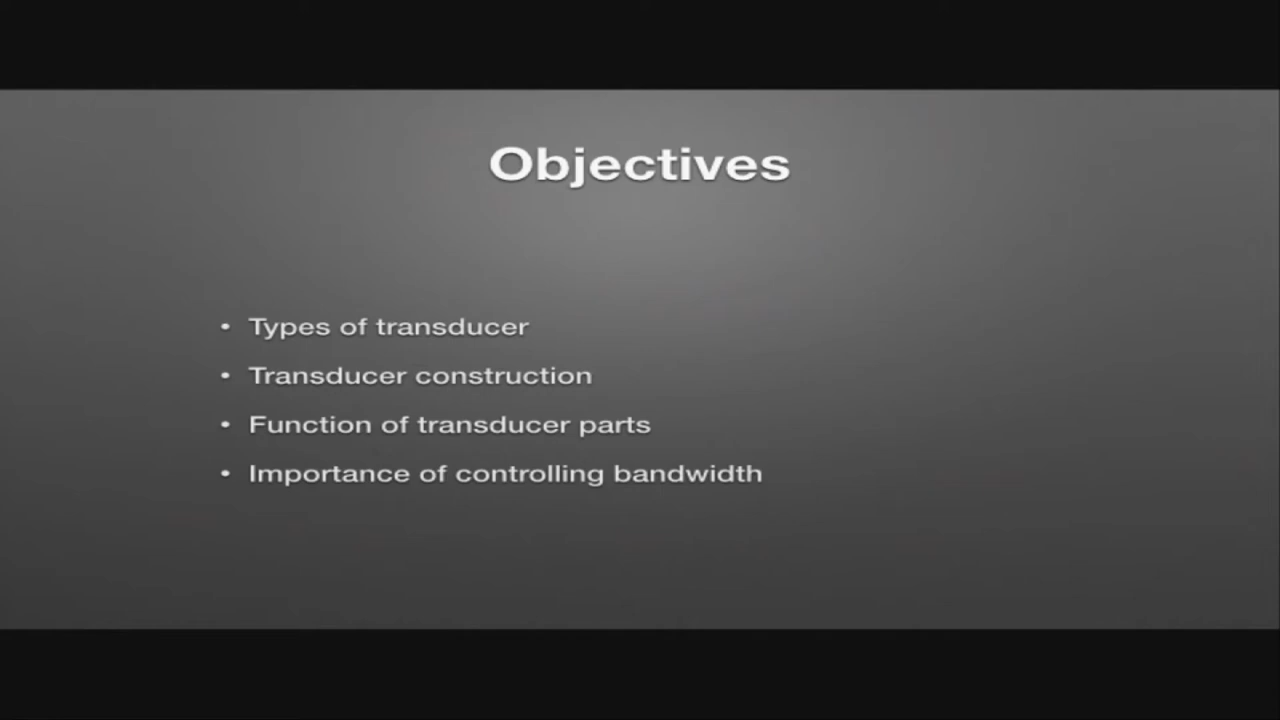 Objectives
• Types of transducer
• Transducer construction
• Function of transducer parts
• Importance of controlling bandwidth